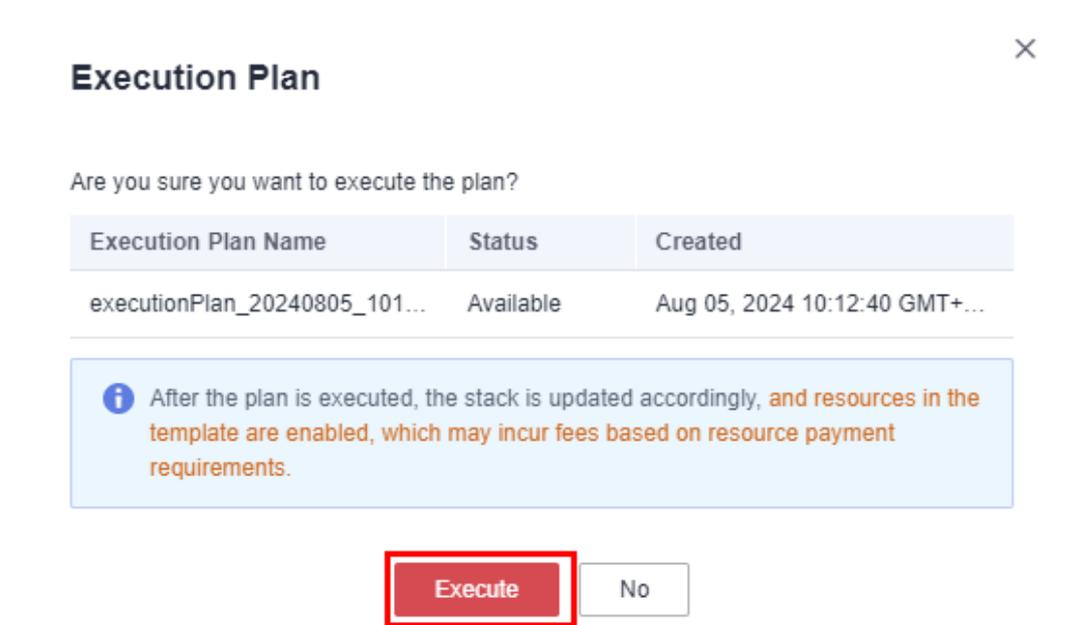 Execution Plan
Are you sure you want to execute the plan?
Execution Plan Name Status Created
executionPlan_20240805_101... Available Aug 05, 2024 10:12:40 GMT+...
After the plan is executed, the stack is updated accordingly, and resources in the
template are enabled, which may incur fees based on resource payment
requirements.
Execute No